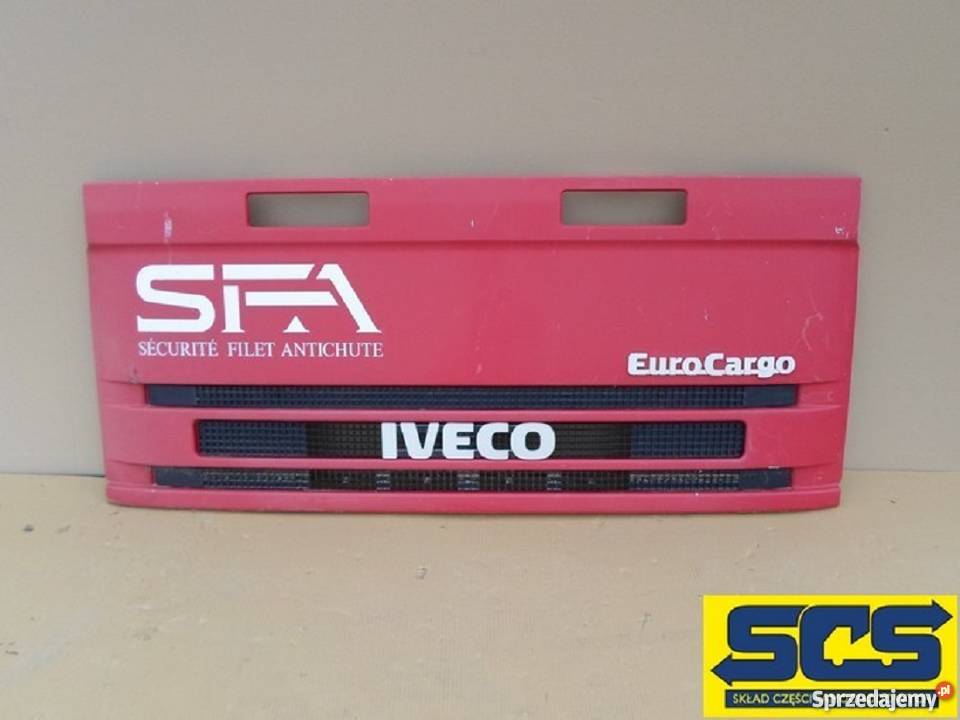 SFA
SÉCURITÉ FILET ANTICHUTE
EuroCargo
IVECO
SCS
SKŁAD CZĘŚCI
Sprzedajemy.pl